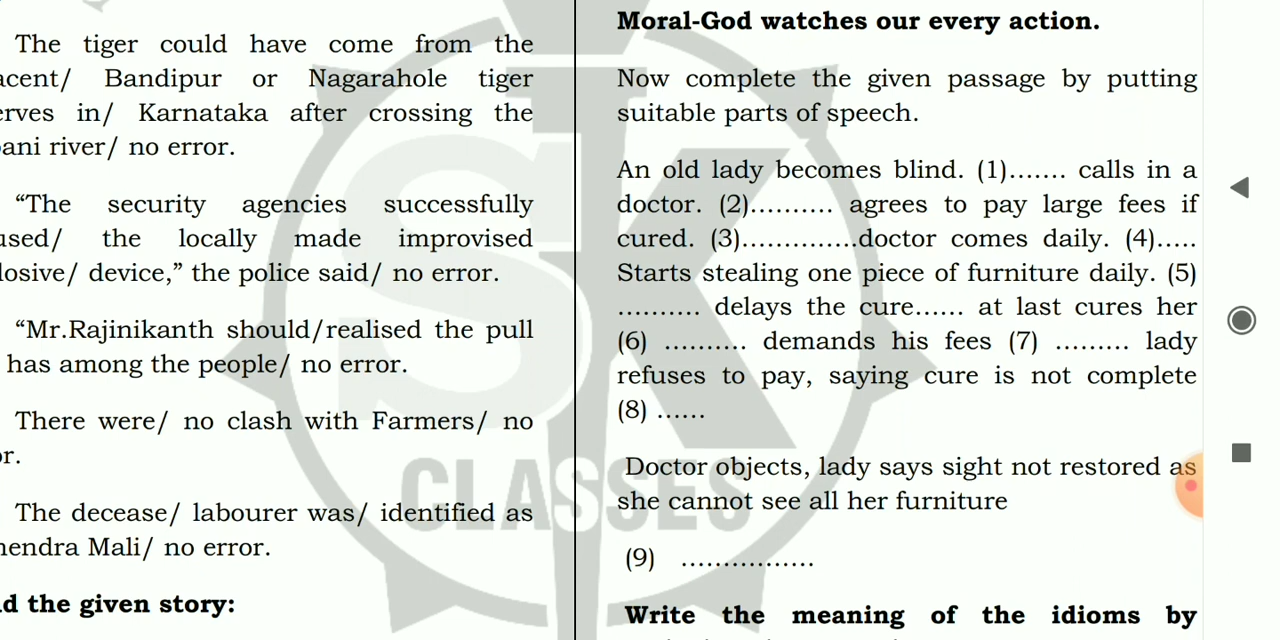 The tiger could have come from the
acent/ Bandipur or Nagarahole tiger
erves in/ Karnataka after crossing the
ani river/ no error.
"The security agencies successfully
used/ the locally made improvised
losive/ device," the police said/ no error.
"Mr.Rajinikanth should/realised the pull
has among the people/ no error.
There were/ no clash with Farmers/ no
or.
The decease/ labourer was/ identified as
hendra Mali/ no error.
d the given story:
Moral-God watches our every action.
Now complete the given passage by putting
suitable parts of speech.
An old lady becomes blind. (1)....... calls in a
doctor. (2).......... agrees to pay large fees if
cured. (3)..............doctor comes daily. (4).....
Starts stealing one piece of furniture daily. (5)
.......... delays the cure...... at last cures her
(6) .......... demands his fees (7) ......... lady
refuses to pay, saying cure is not complete
(8) ......
Doctor objects, lady says sight not restored as
she cannot see all her furniture
(9) ................
Write the meaning of the idioms by
SK
CLASSES